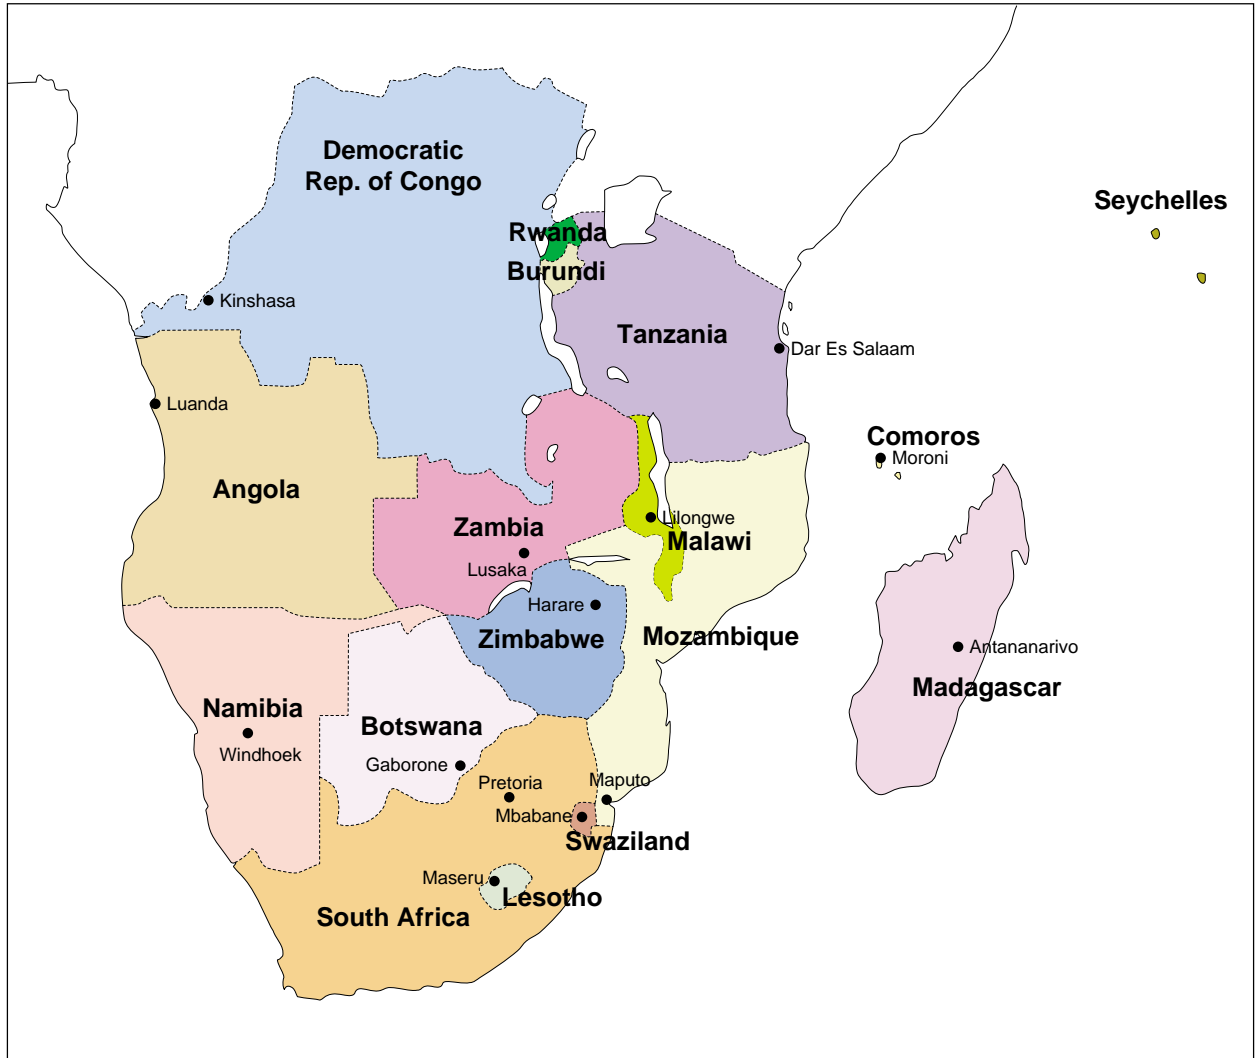 Democratic
Rep. of Congo
Seychelles
Rwanda
Burundi
Kinshasa
Tanzania
Dar Es Salaam
Luanda
Comoros
Moroni
Angola
Lilongwe
Zambia
Malawi
Lusaka
Harare
Zimbabwe
Mozambique
Antananarivo
Madagascar
Namibia
Botswana
Windhoek
Gaborone
Pretoria
Maputo
Mbabane
Swaziland
Maseru
Lesotho
South Africa